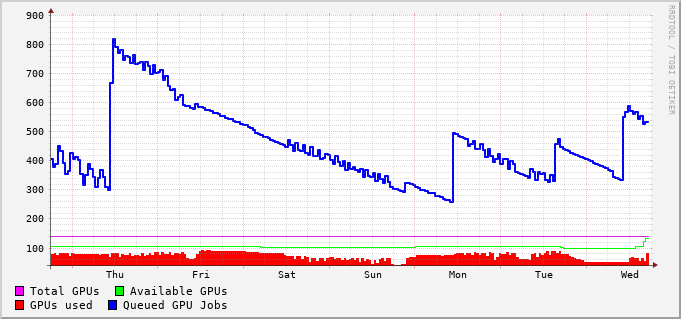 900
800
700
600
500
400
300
200
100
Thu Fri Sat Sun Mon Tue Wed
Total GPUs Available GPUs
GPUs used Queued GPU Jobs
RRDTOOL / TOBI OETIKER